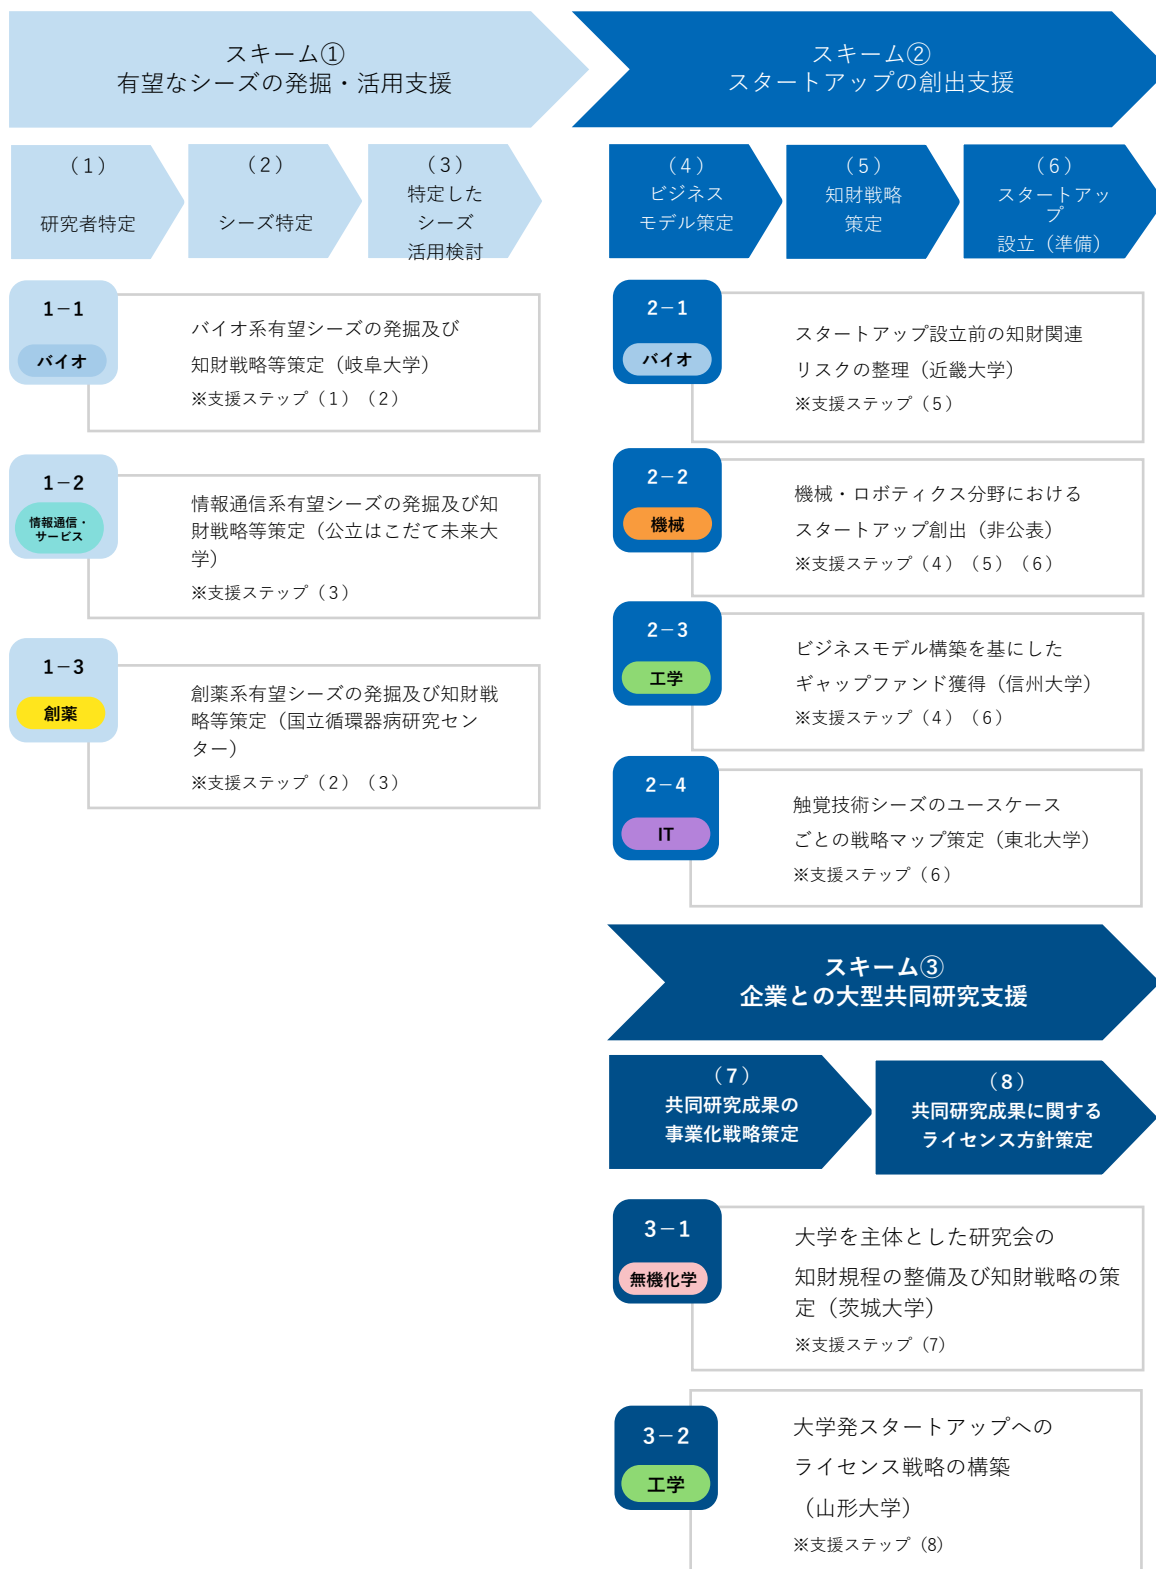 スキーム①
有望なシーズの発掘・活用支援
スキーム②
スタートアップの創出支援
（1）
研究者特定
（2）
シーズ特定
（3）
特定した
シーズ
活用検討
（4）
ビジネス
モデル策定
（5）
知財戦略
策定
（6）
スタートアッ
プ
設立（準備）
1－1
バイオ
バイオ系有望シーズの発掘及び
知財戦略等策定（岐阜大学）
※支援ステップ（1）（2）
1－2
情報通信・
サービス
情報通信系有望シーズの発掘及び知
財戦略等策定（公立はこだて未来大
学）
※支援ステップ（3）
1－3
創薬
創薬系有望シーズの発掘及び知財戦
略等策定（国立循環器病研究セン
ター）
※支援ステップ（2）（3）
2－1
バイオ
スタートアップ設立前の知財関連
リスクの整理（近畿大学）
※支援ステップ（5）
2－2
機械
機械・ロボティクス分野における
スタートアップ創出（非公表）
※支援ステップ（4）（5）（6）
2－3
工学
ビジネスモデル構築を基にした
ギャップファンド獲得（信州大学）
※支援ステップ（4）（6）
2－4
IT
触覚技術シーズのユースケース
ごとの戦略マップ策定（東北大学）
※支援ステップ（6）
スキーム③
企業との大型共同研究支援
（7）
共同研究成果の
事業化戦略策定
（8）
共同研究成果に関する
ライセンス方針策定
3－1
無機化学
大学を主体とした研究会の
知財規程の整備及び知財戦略の策
定（茨城大学）
※支援ステップ（7）
3－2
工学
大学発スタートアップへの
ライセンス戦略の構築
（山形大学）
※支援ステップ（8）